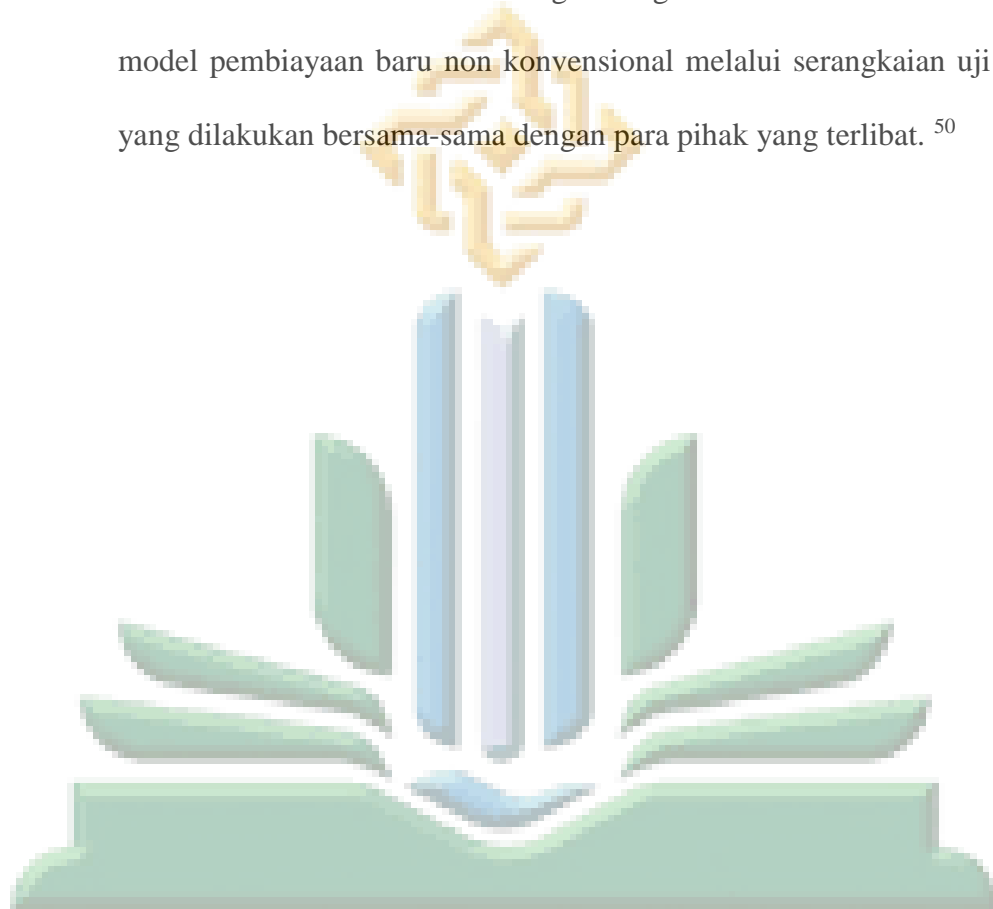 model pembiayaan baru non konvensional melalui serangkaian uji
yang dilakukan bersama-sama dengan para pihak yang terlibat. 50